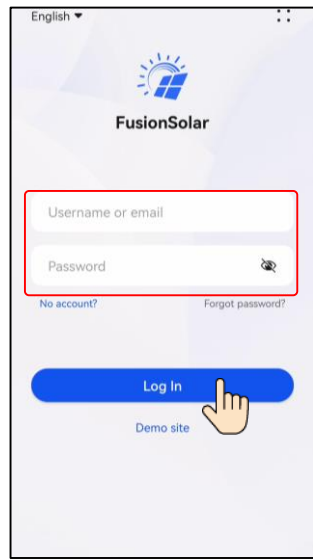 English
FusionSolar
Username or email
Password
No account? Forgot password?
Log In
Demo site